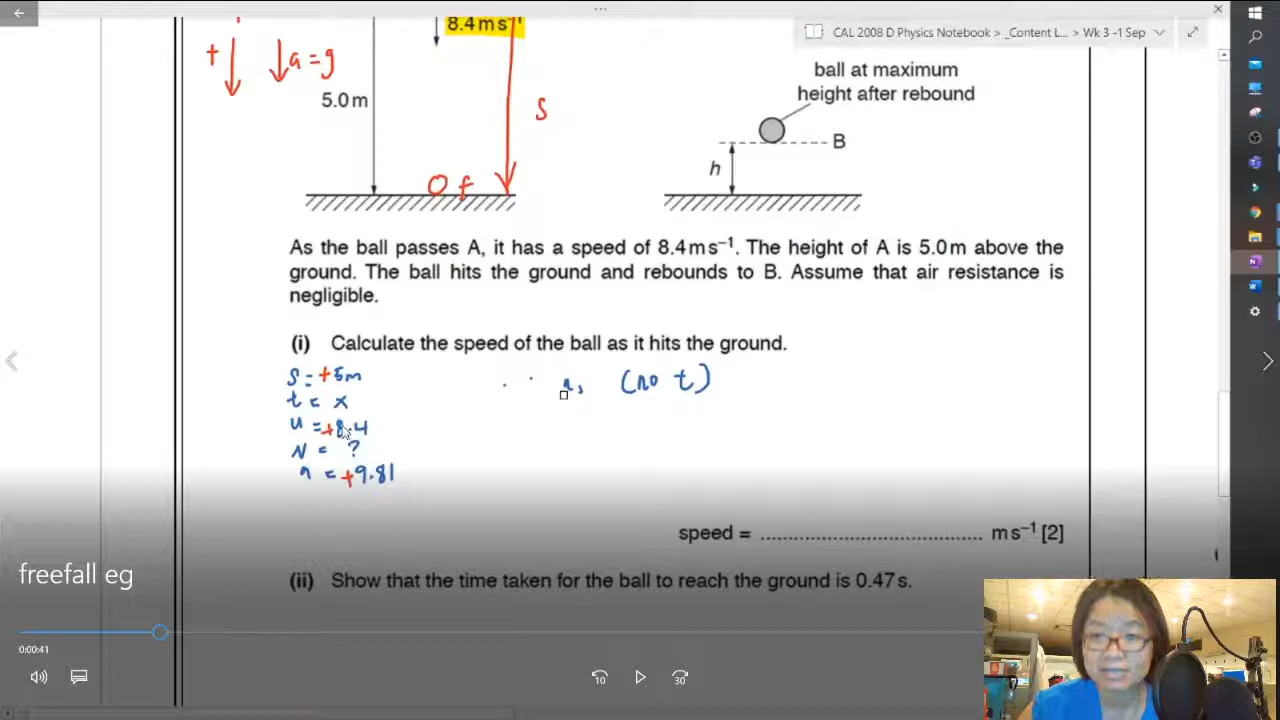 CAL 2008 D Physics Notebook > _Content L... > Wk 3 -1 Sep
8.4 m s⁻¹
+ a = g
5.0 m
s
ball at maximum
height after rebound
B
h
As the ball passes A, it has a speed of 8.4 m s⁻¹. The height of A is 5.0 m above the
ground. The ball hits the ground and rebounds to B. Assume that air resistance is
negligible.
(i) Calculate the speed of the ball as it hits the ground.
s = +5m
(no t)
t = x
u = +8.4
v = ?
a = +9.81
speed = ........................................ m s⁻¹ [2]
freefall eg
(ii) Show that the time taken for the ball to reach the ground is 0.47 s.
0:00:41
10
30